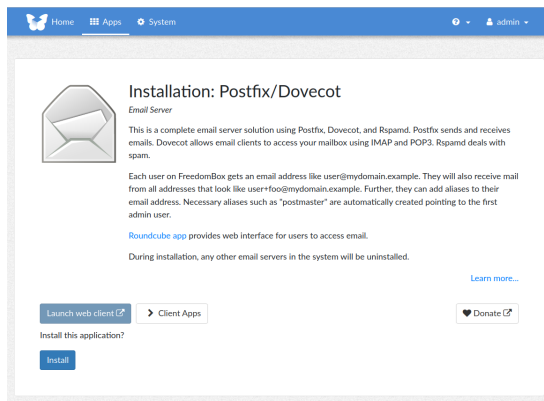 Home Apps System admin
Installation: Postfix/Dovecot
Email Server
This is a complete email server solution using Postfix, Dovecot, and Rspamd. Postfix sends and receives
emails. Dovecot allows email clients to access your mailbox using IMAP and POP3. Rspamd deals with
spam.
Each user on FreedomBox gets an email address like user@mydomain.example. They will also receive mail
from all addresses that look like user+foo@mydomain.example. Further, they can add aliases to their
email address. Necessary aliases such as "postmaster" are automatically created pointing to the first
admin user.
Roundcube app provides web interface for users to access email.
During installation, any other email servers in the system will be uninstalled.
Learn more...
Launch web client Client Apps Donate
Install this application?
Install